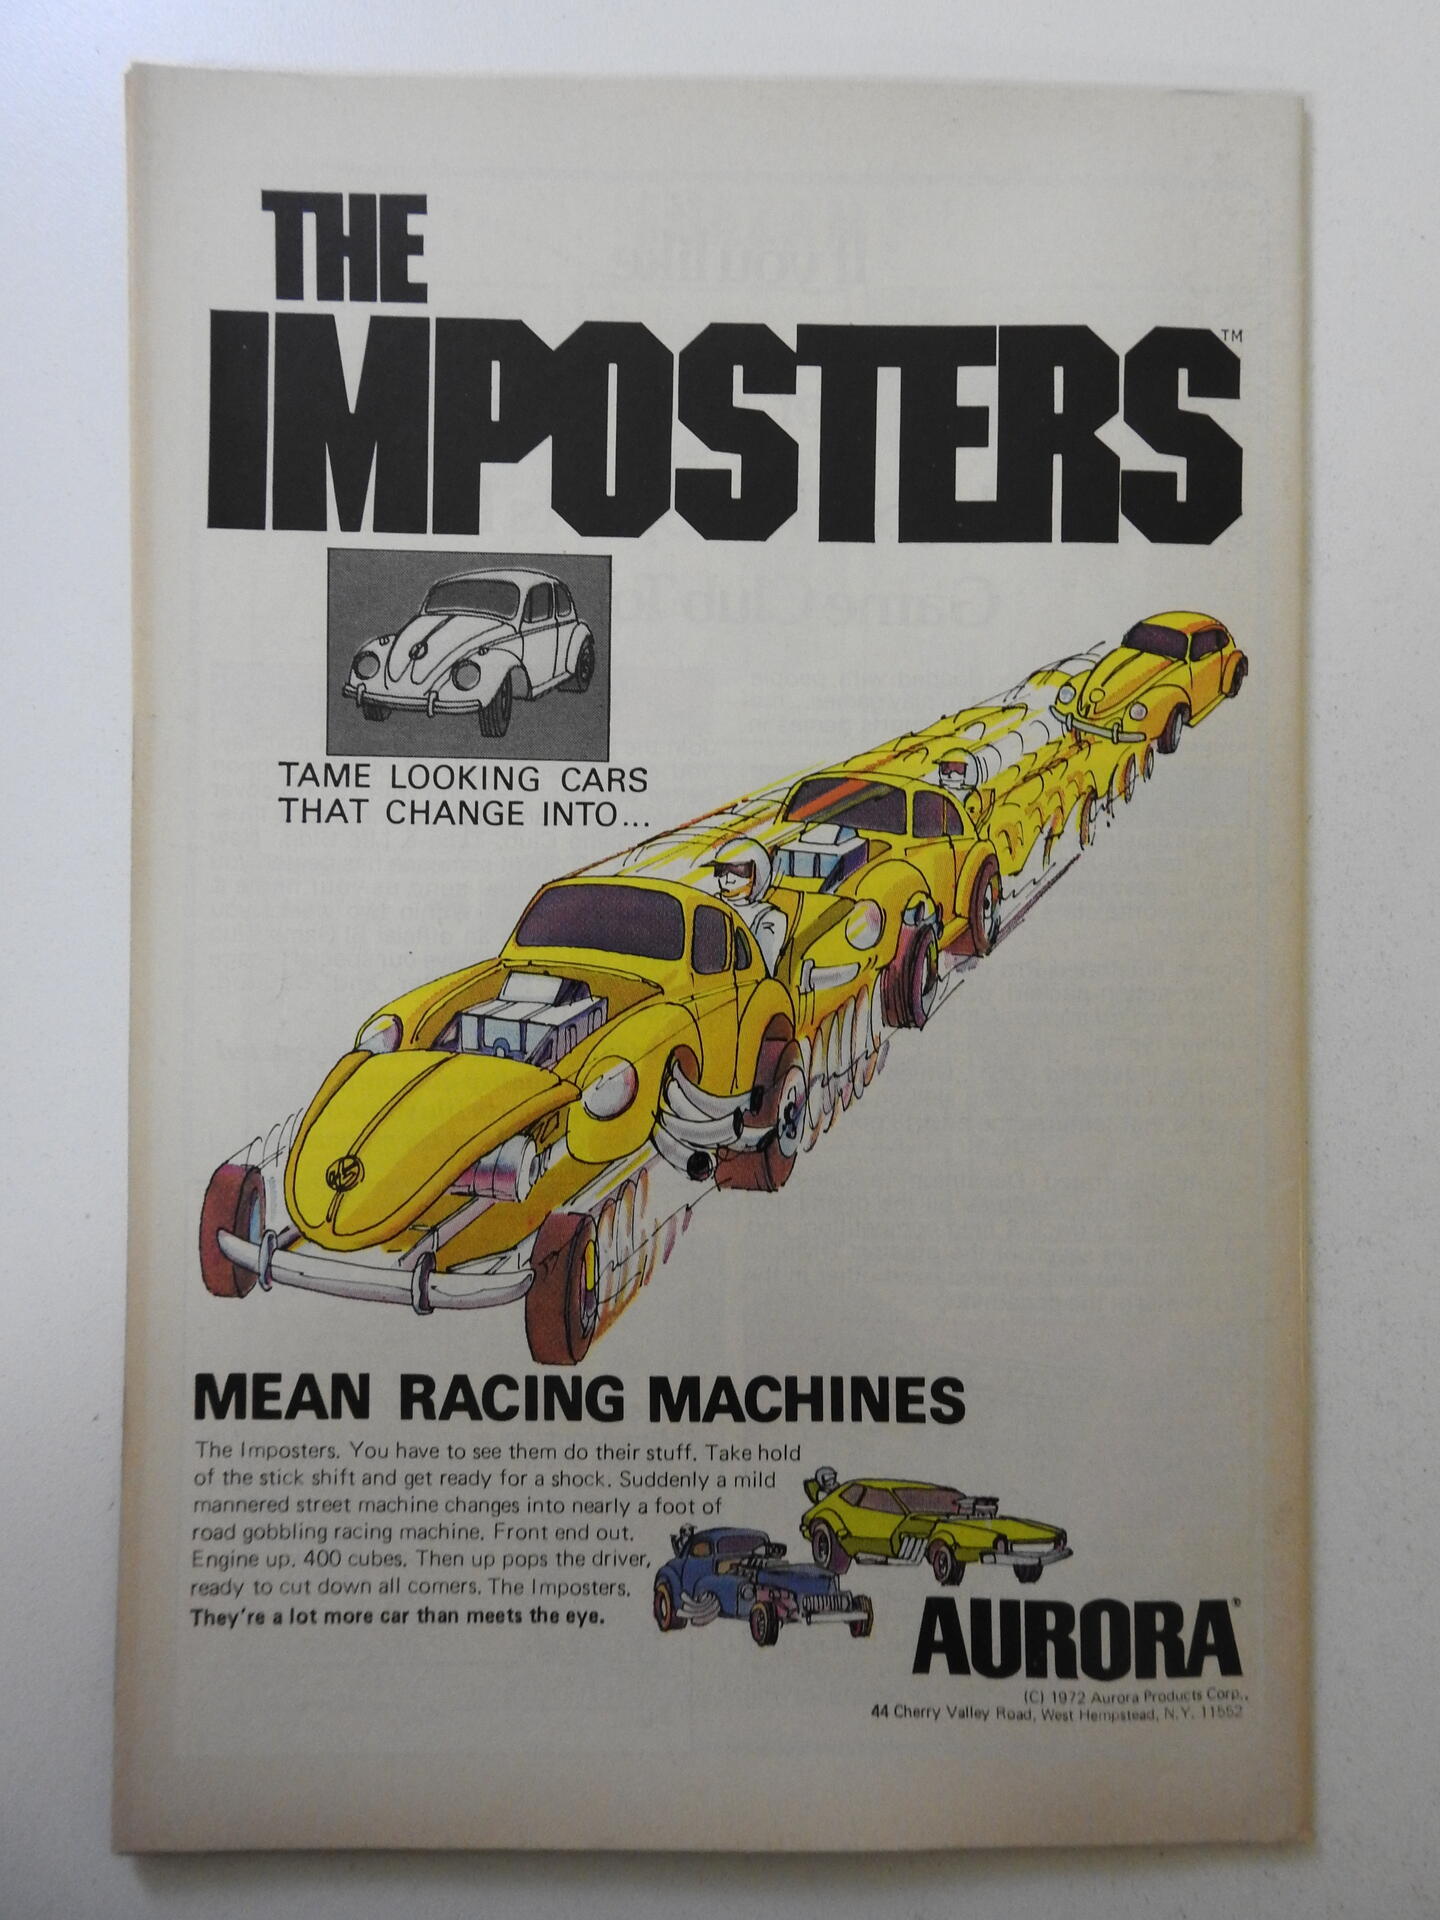 THE
IMPOSTERS™
TAME LOOKING CARS
THAT CHANGE INTO...
MEAN RACING MACHINES
The Imposters. You have to see them do their stuff. Take hold
of the stick shift and get ready for a shock. Suddenly a mild
mannered street machine changes into nearly a foot of
road gobbling racing machine. Front end out.
Engine up. 400 cubes. Then up pops the driver,
ready to cut down all comers. The Imposters.
They're a lot more car than meets the eye.
AURORA®
(C) 1972 Aurora Products Corp.,
44 Cherry Valley Road, West Hempstead, N.Y. 11552